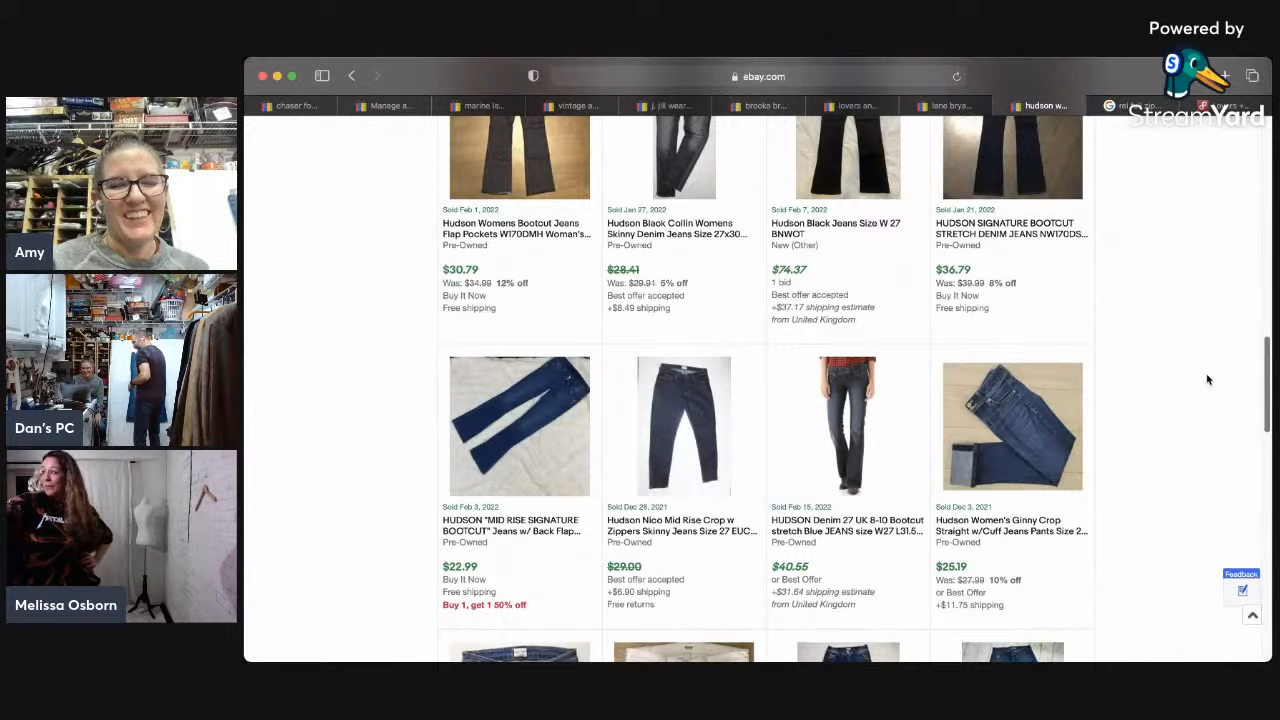 Powered by
StreamYard
ebay.com
chaser fo...
Manage a...
marine la...
vintage a...
j. jill wear...
brooks br...
lovers an...
lane brya...
hudson w...
Amy
Dan's PC
Melissa Osborn
Sold Feb 1, 2022
Hudson Womens Bootcut Jeans
Flap Pockets W170DMH Woman's...
Pre-Owned
$30.79
Was: $34.99 12% off
Buy It Now
Free shipping
Sold Jan 27, 2022
Hudson Black Collin Womens
Skinny Denim Jeans Size 27x30...
Pre-Owned
$28.41
Was: $29.91 5% off
Best offer accepted
+$8.49 shipping
Sold Feb 7, 2022
Hudson Black Jeans Size W 27
BNWOT
New (Other)
$74.37
1 bid
Best offer accepted
+$37.17 shipping estimate
from United Kingdom
Sold Jan 21, 2022
HUDSON SIGNATURE BOOTCUT
STRETCH DENIM JEANS NW170DS...
Pre-Owned
$36.79
Was: $39.99 8% off
Buy It Now
Free shipping
Sold Feb 3, 2022
HUDSON "MID RISE SIGNATURE
BOOTCUT" Jeans w/ Back Flap...
Pre-Owned
$22.99
Buy It Now
Free shipping
Buy 1, get 1 50% off
Sold Dec 28, 2021
Hudson Nico Mid Rise Crop w
Zippers Skinny Jeans Size 27 EUC...
Pre-Owned
$29.00
Best offer accepted
+$6.90 shipping
Free returns
Sold Feb 15, 2022
HUDSON Denim 27 UK 8-10 Bootcut
stretch Blue JEANS size W27 L31.5...
Pre-Owned
$40.55
or Best Offer
+$31.64 shipping estimate
from United Kingdom
Sold Dec 3, 2021
Hudson Women's Ginny Crop
Straight w/Cuff Jeans Pants Size 2...
Pre-Owned
$25.19
Was: $27.99 10% off
or Best Offer
+$11.75 shipping
Feedback